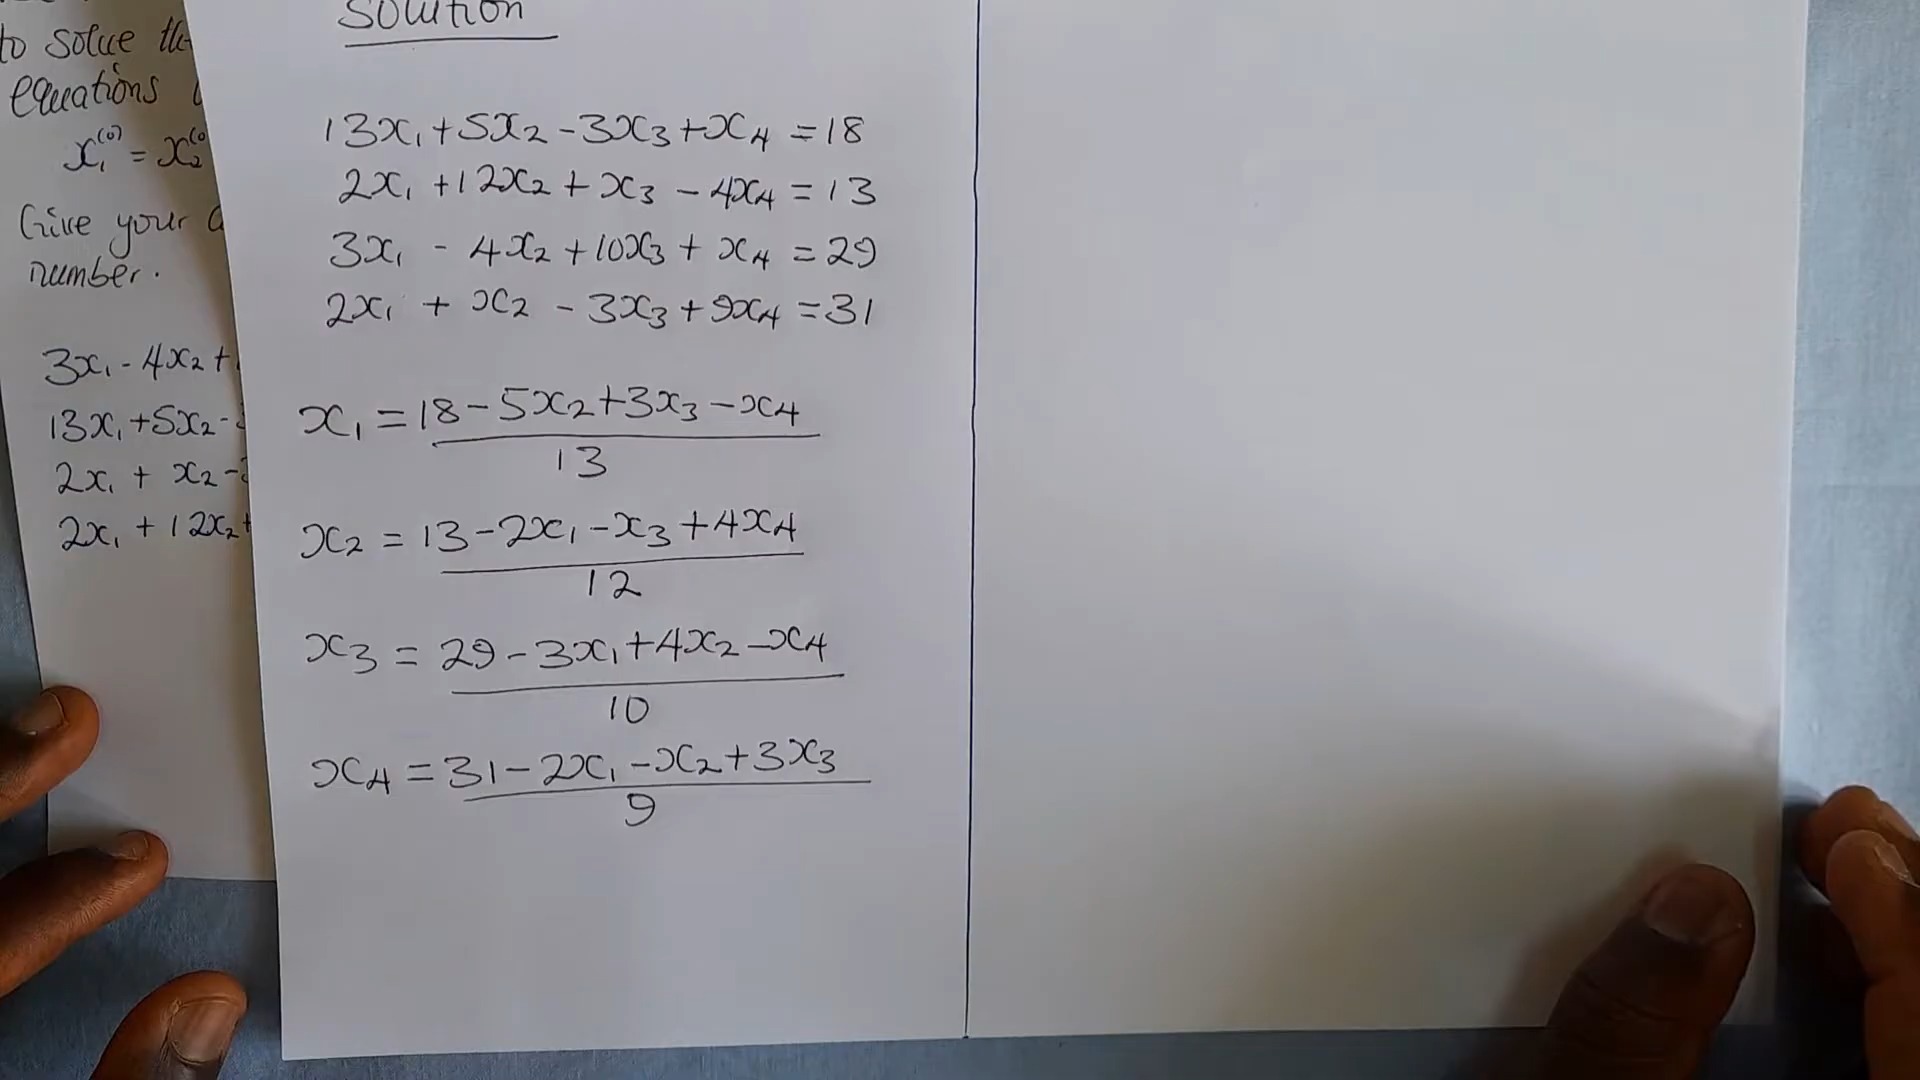 to solve
equations
x₁⁽⁰⁾ = x₂⁽⁰
Give your
number.
3x₁ - 4x₂ +
13x₁ + 5x₂ -
2x₁ + x₂ -
2x₁ + 12x₂ +
Solution
13x₁ + 5x₂ - 3x₃ + x₄ = 18
2x₁ + 12x₂ + x₃ - 4x₄ = 13
3x₁ - 4x₂ + 10x₃ + x₄ = 29
2x₁ + x₂ - 3x₃ + 9x₄ = 31
x₁ = 18 - 5x₂ + 3x₃ - x₄
13
x₂ = 13 - 2x₁ - x₃ + 4x₄
12
x₃ = 29 - 3x₁ + 4x₂ - x₄
10
x₄ = 31 - 2x₁ - x₂ + 3x₃
9